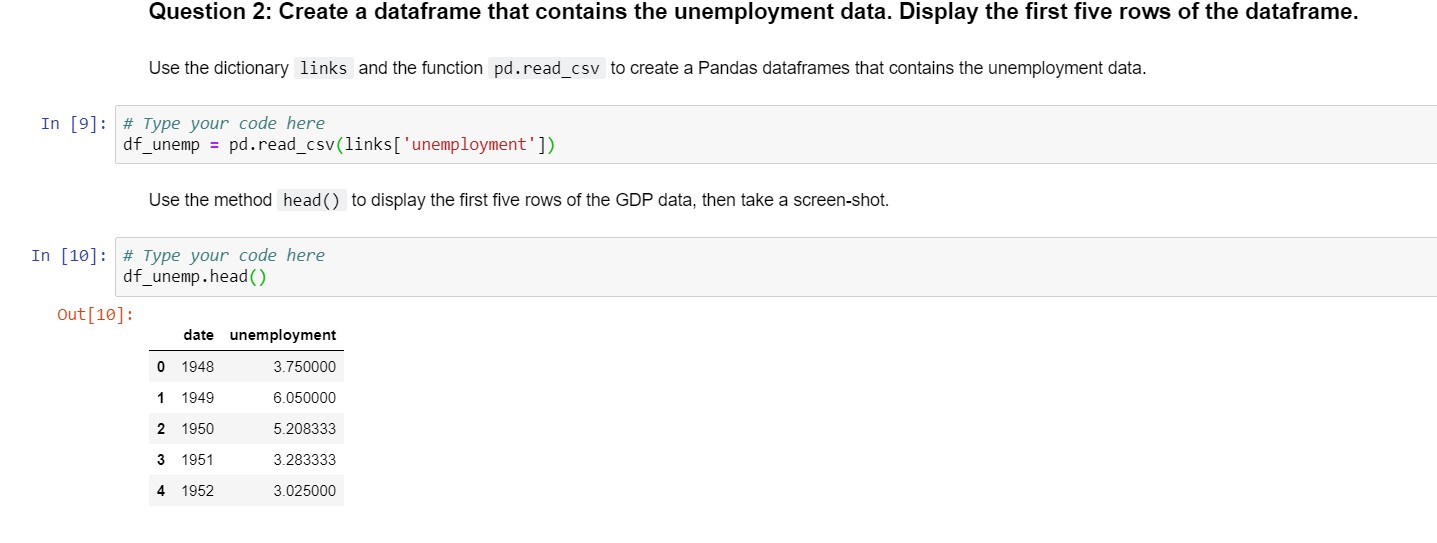 Question 2: Create a dataframe that contains the unemployment data. Display the first five rows of the dataframe.
Use the dictionary links and the function pd.read_csv to create a Pandas dataframes that contains the unemployment data.
In [9]: # Type your code here
df_unemp = pd.read_csv(links['unemployment'])
Use the method head() to display the first five rows of the GDP data, then take a screen-shot.
In [10]: # Type your code here
df_unemp.head()
Out[10]:
date unemployment
0 1948 3.750000
1 1949 6.050000
2 1950 5.208333
3 1951 3.283333
4 1952 3.025000